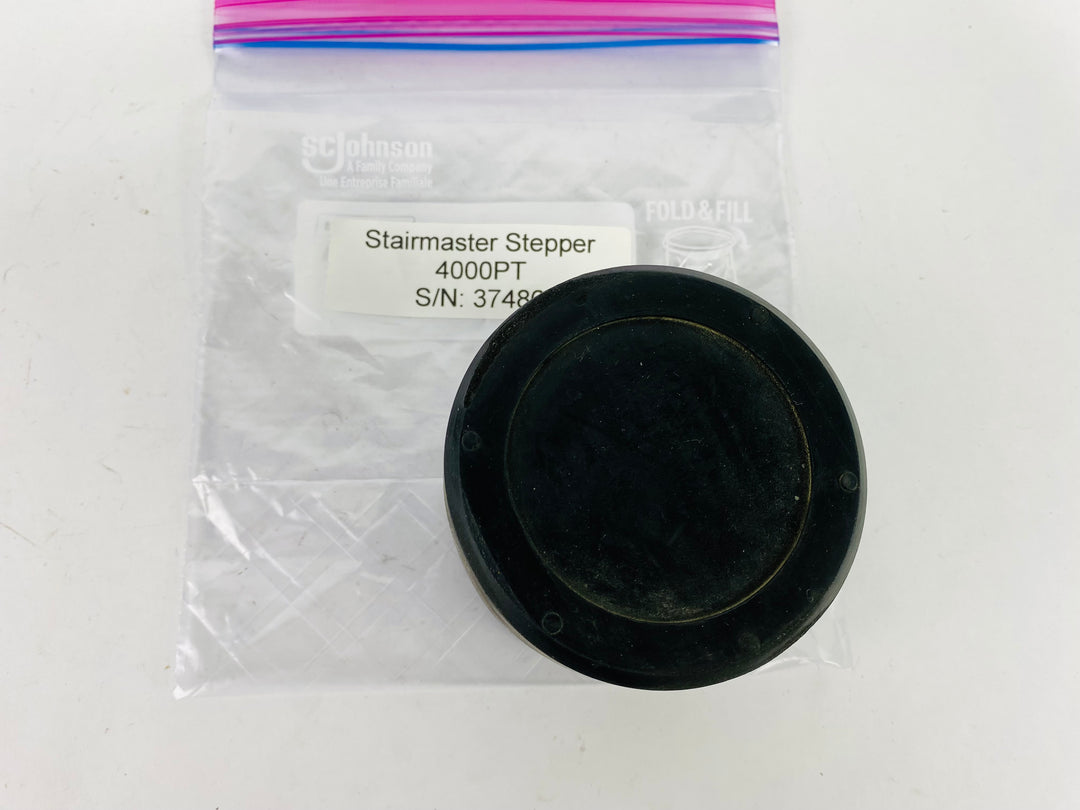 SC Johnson
A Family Company
Une Entreprise Familiale
FOLD & FILL
Stairmaster Stepper
4000PT
S/N: 3748